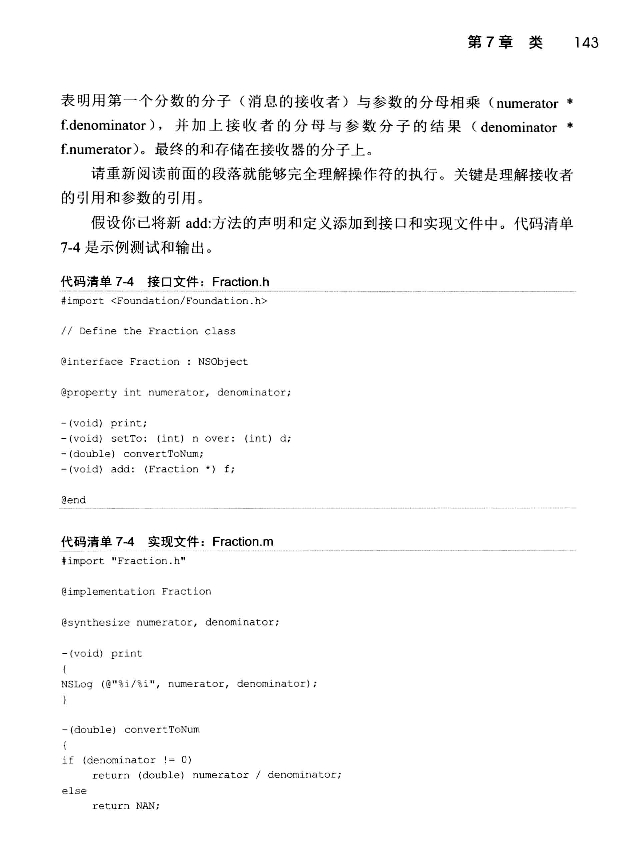 第 7 章 类 143
表明用第一个分数的分子（消息的接收者）与参数的分母相乘（numerator *
f.denominator），并加上接收者的分母与参数分子的结果（denominator *
f.numerator）。最终的和存储在接收器的分子上。
请重新阅读前面的段落就能够完全理解操作符的执行。关键是理解接收者
的引用和参数的引用。
假设你已将新 add:方法的声明和定义添加到接口和实现文件中。代码清单
7-4 是示例测试和输出。
代码清单 7-4 接口文件：Fraction.h
#import <Foundation/Foundation.h>
// Define the Fraction class
@interface Fraction : NSObject
@property int numerator, denominator;
-(void) print;
-(void) setTo: (int) n over: (int) d;
-(double) convertToNum;
-(void) add: (Fraction *) f;
@end
代码清单 7-4 实现文件：Fraction.m
#import "Fraction.h"
@implementation Fraction
@synthesize numerator, denominator;
-(void) print
{
NSLog (@"%i/%i", numerator, denominator);
}
-(double) convertToNum
{
if (denominator != 0)
return (double) numerator / denominator;
else
return NAN;